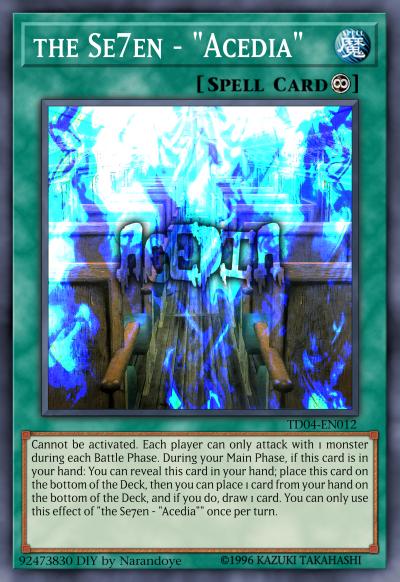 the Se7en - "Acedia"
SPELL
魔
[Spell Card]
ACEDIA
TD04-EN012
Cannot be activated. Each player can only attack with 1 monster
during each Battle Phase. During your Main Phase, if this card is in
your hand: You can reveal this card in your hand; place this card on
the bottom of the Deck, then you can place 1 card from your hand on
the bottom of the Deck, and if you do, draw 1 card. You can only use
this effect of "the Se7en - "Acedia"" once per turn.
92473830 DIY by Narandoye
©1996 KAZUKI TAKAHASHI